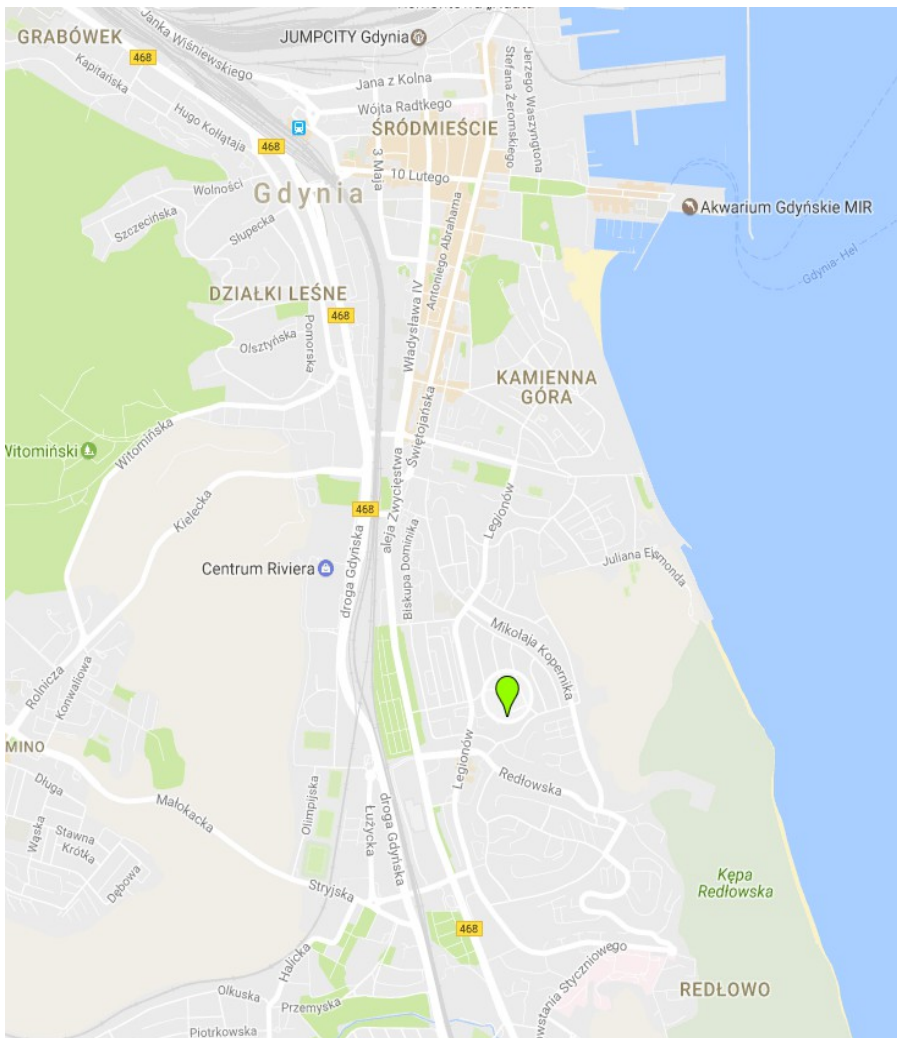 GRABÓWEK
JUMPCITY Gdynia
Janka Wiśniewskiego
468
Kapitańska
Hugo Kołłątaja
Jana z Kolna
Wójta Radtkego
ŚRÓDMIEŚCIE
Stefana Żeromskiego
Jerzego Waszyngtona
468
3 Maja
10 Lutego
Wolności
Gdynia
Szczecińska
Słupecka
Akwarium Gdyńskie MIR
Gdynia-Hel
Antoniego Abrahama
DZIAŁKI LEŚNE
468
Władysława IV
Pomorska
Olsztyńska
KAMIENNA
GÓRA
Świętojańska
Witomińska
Witomiński
Kielecka
468
aleja Zwycięstwa
Legionów
Centrum Riviera
droga Gdyńska
Biskupa Dominika
Juliana Ejsmonda
Mikołaja Kopernika
Rolnicza
Konwaliowa
MINO
Legionów
Redłowska
Długa
Małokacka
Olimpijska
Łużycka
droga Gdyńska
Wąska
Stawna
Krótka
Dębowa
Stryjska
Kępa
Redłowska
468
Halicka
Olkuska
Przemyska
Piotrkowska
wstania Styczniowego
REDŁOWO